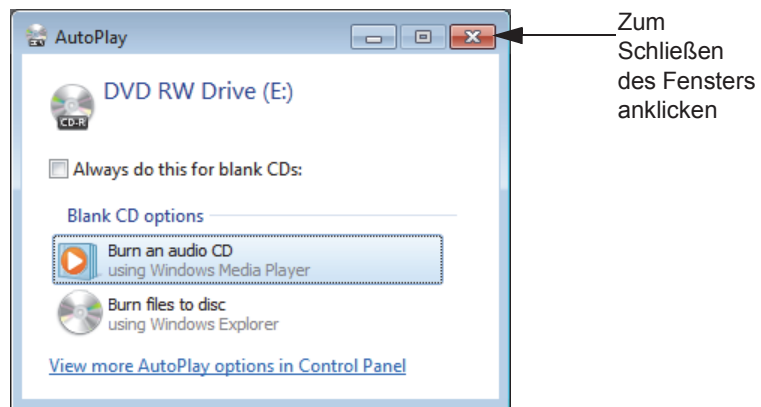 AutoPlay
Zum
Schließen
des Fensters
anklicken
DVD RW Drive (E:)
CD-R
Always do this for blank CDs:
Blank CD options
Burn an audio CD
using Windows Media Player
Burn files to disc
using Windows Explorer
View more AutoPlay options in Control Panel